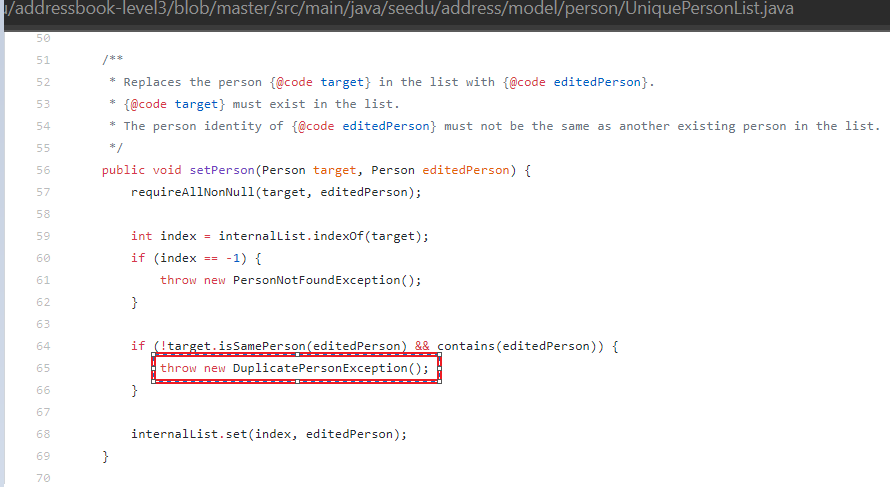 u/addressbook-level3/blob/master/src/main/java/seedu/address/model/person/UniquePersonList.java
50
51 /**
52 * Replaces the person {@code target} in the list with {@code editedPerson}.
53 * {@code target} must exist in the list.
54 * The person identity of {@code editedPerson} must not be the same as another existing person in the list.
55 */
56 public void setPerson(Person target, Person editedPerson) {
57 requireAllNonNull(target, editedPerson);
58
59 int index = internalList.indexOf(target);
60 if (index == -1) {
61 throw new PersonNotFoundException();
62 }
63
64 if (!target.isSamePerson(editedPerson) && contains(editedPerson)) {
65 throw new DuplicatePersonException();
66 }
67
68 internalList.set(index, editedPerson);
69 }
70